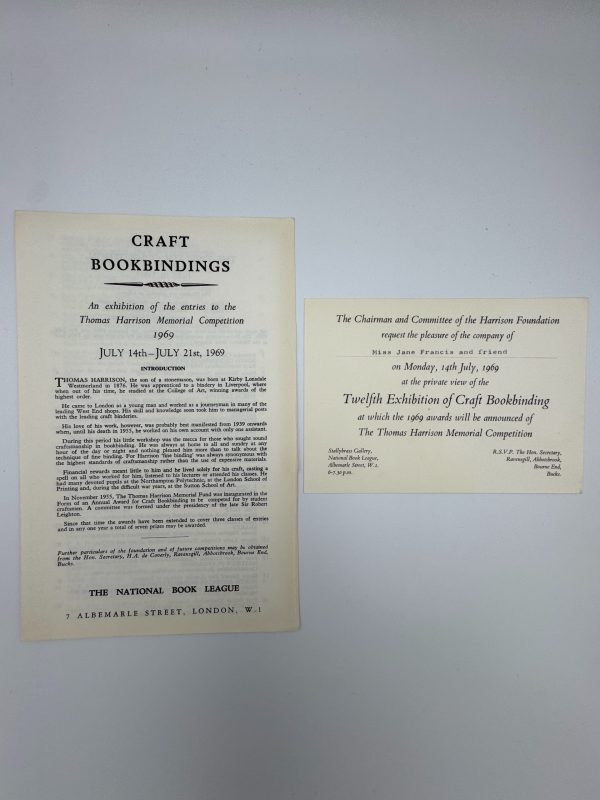 CRAFT
BOOKBINDINGS
An exhibition of the entries to the
Thomas Harrison Memorial Competition
1969
JULY 14th—JULY 21st, 1969
INTRODUCTION
THOMAS HARRISON, the son of a stonemason, was born at Kirby Lonsdale
Westmorland in 1876. He was apprenticed to a bindery in Liverpool, where
when out of his time, he studied at the College of Art, winning awards of the
highest order.
He came to London as a young man and worked as a journeyman in many of the
leading West End shops. His skill and knowledge soon took him to managerial posts
with the leading craft binderies.
His love of his work, however, was probably best manifested from 1939 onwards
when, until his death in 1955, he worked on his own account with only one assistant.
During this period his little workshop was the mecca for those who sought sound
craftsmanship in bookbinding. He was always at home to all and sundry at any
hour of the day or night and nothing pleased him more than to talk about the
technique of fine binding. For Harrison 'fine binding' was always synonymous with
the highest standards of craftsmanship rather than the use of expensive materials.
Financial rewards meant little to him and he lived solely for his craft, casting a
spell on all who worked for him, listened to his lectures or attended his classes. He
had many devoted pupils at the Northampton Polytechnic, at the London School of
Printing and, during the difficult war years, at the Sutton School of Art.
In November 1955, The Thomas Harrison Memorial Fund was inaugurated in the
Form of an Annual Award for Craft Bookbinding to be competed for by student
craftsmen. A committee was formed under the presidency of the late Sir Robert
Leighton.
Since that time the awards have been extended to cover three classes of entries
and in any one year a total of seven prizes may be awarded.
Further particulars of the foundation and of future competitions may be obtained
from the Hon. Secretary, H.A. de Coverly, Ravensgill, Abbotsbrook, Bourne End,
Bucks.
THE NATIONAL BOOK LEAGUE
7 ALBEMARLE STREET, LONDON, W.1
The Chairman and Committee of the Harrison Foundation
request the pleasure of the company of
Miss Jane Francis and friend
on Monday, 14th July, 1969
at the private view of the
Twelfth Exhibition of Craft Bookbinding
at which the 1969 awards will be announced of
The Thomas Harrison Memorial Competition
Stallybrass Gallery,
National Book League,
Albemarle Street, W.1.
6-7.30 p.m.
R.S.V.P. The Hon. Secretary,
Ravensgill, Abbotsbrook,
Bourne End,
Bucks.